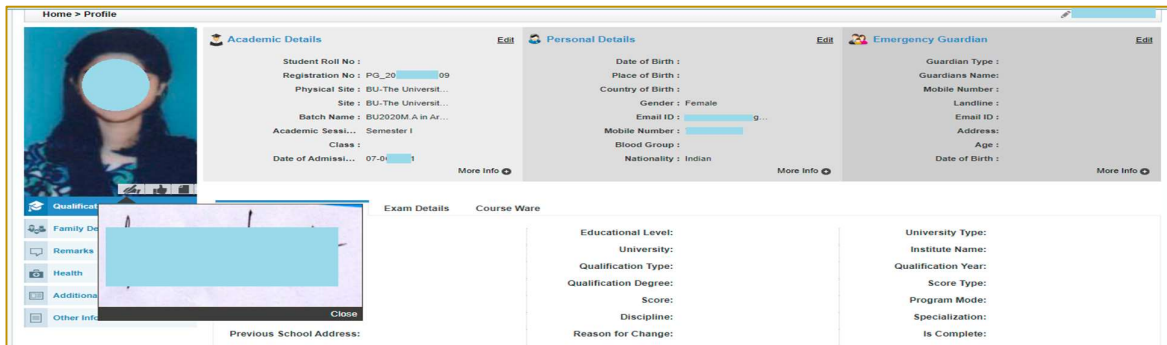 Home > Profile
Academic Details Edit
Student Roll No :
Registration No : PG_20 09
Physical Site : BU-The Universit...
Site : BU-The Universit...
Batch Name : BU2020M.A in Ar...
Academic Sessi... Semester I
Class :
Date of Admissi... 07-0 1
More Info
Personal Details Edit
Date of Birth :
Place of Birth :
Country of Birth :
Gender : Female
Email ID : g...
Mobile Number :
Blood Group :
Nationality : Indian
More Info
Emergency Guardian Edit
Guardian Type :
Guardians Name:
Mobile Number :
Landline :
Email ID :
Address:
Age :
Date of Birth :
More Info
Qualificat
Family De
Remarks
Health
Additiona
Other Info
Close
Exam Details Course Ware
Previous School Address:
Educational Level:
University:
Qualification Type:
Qualification Degree:
Score:
Discipline:
Reason for Change:
University Type:
Institute Name:
Qualification Year:
Score Type:
Program Mode:
Specialization:
Is Complete: